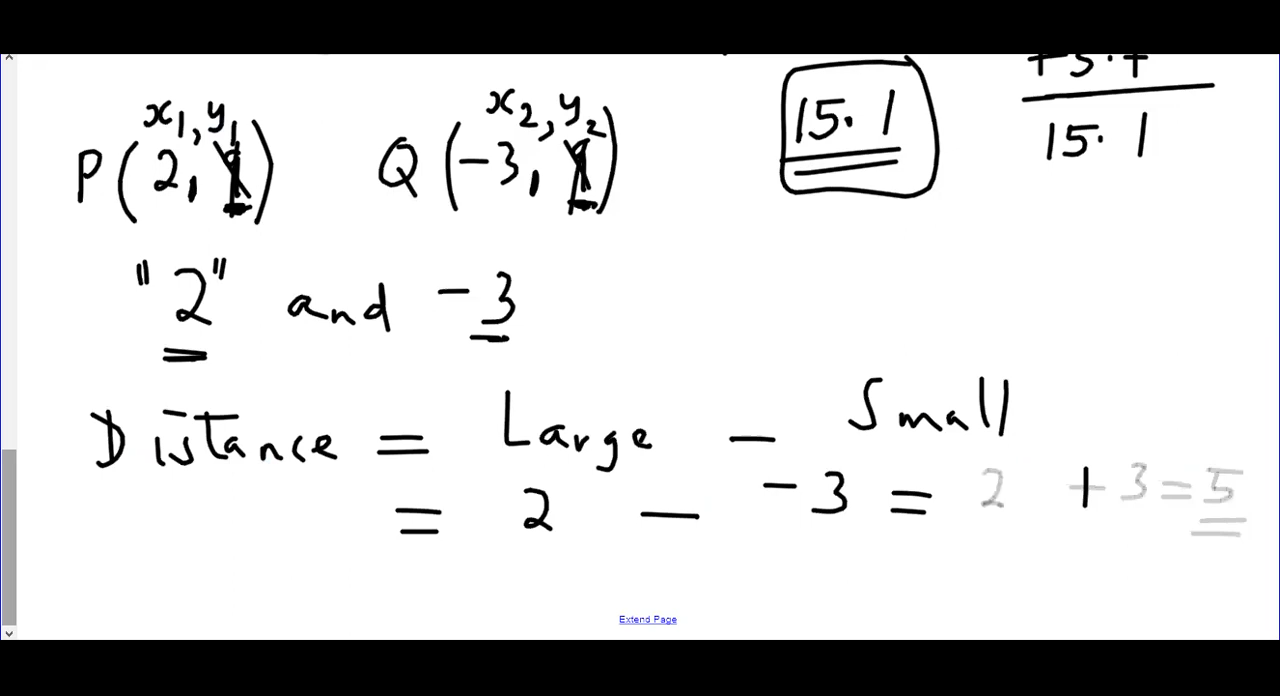 x₁, y₁
x₂, y₂
P(2, 1)
Q(-3, 1)
15.1
15.1
"2" and -3
Distance = Large - Small
= 2 - -3 = 2 + 3 = 5
Extend Page